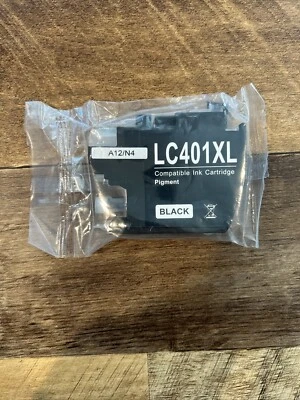 A12/N4
LC401XL
Compatible Ink Cartridge
Pigment
BLACK